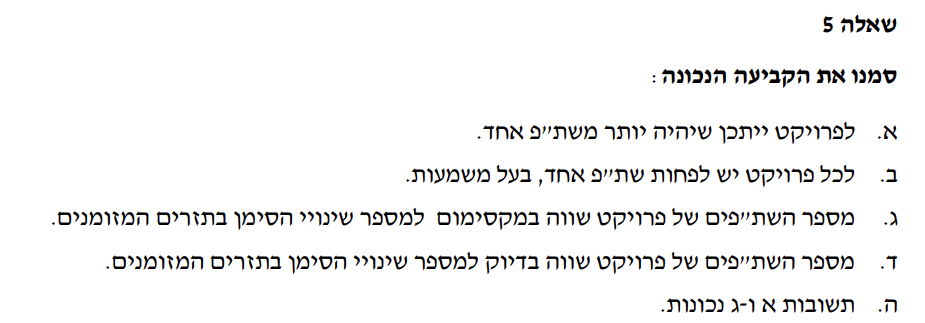 שאלה 5
סמנו את הקביעה הנכונה:
א. לפרויקט ייתכן שיהיה יותר משת"פ אחד.
ב. לכל פרויקט יש לפחות שת"פ אחד, בעל משמעות.
ג. מספר השת"פים של פרויקט שווה במקסימום למספר שינויי הסימן בתזרים המזומנים.
ד. מספר השת"פים של פרויקט שווה בדיוק למספר שינויי הסימן בתזרים המזומנים.
ה. תשובות א ו-ג נכונות.